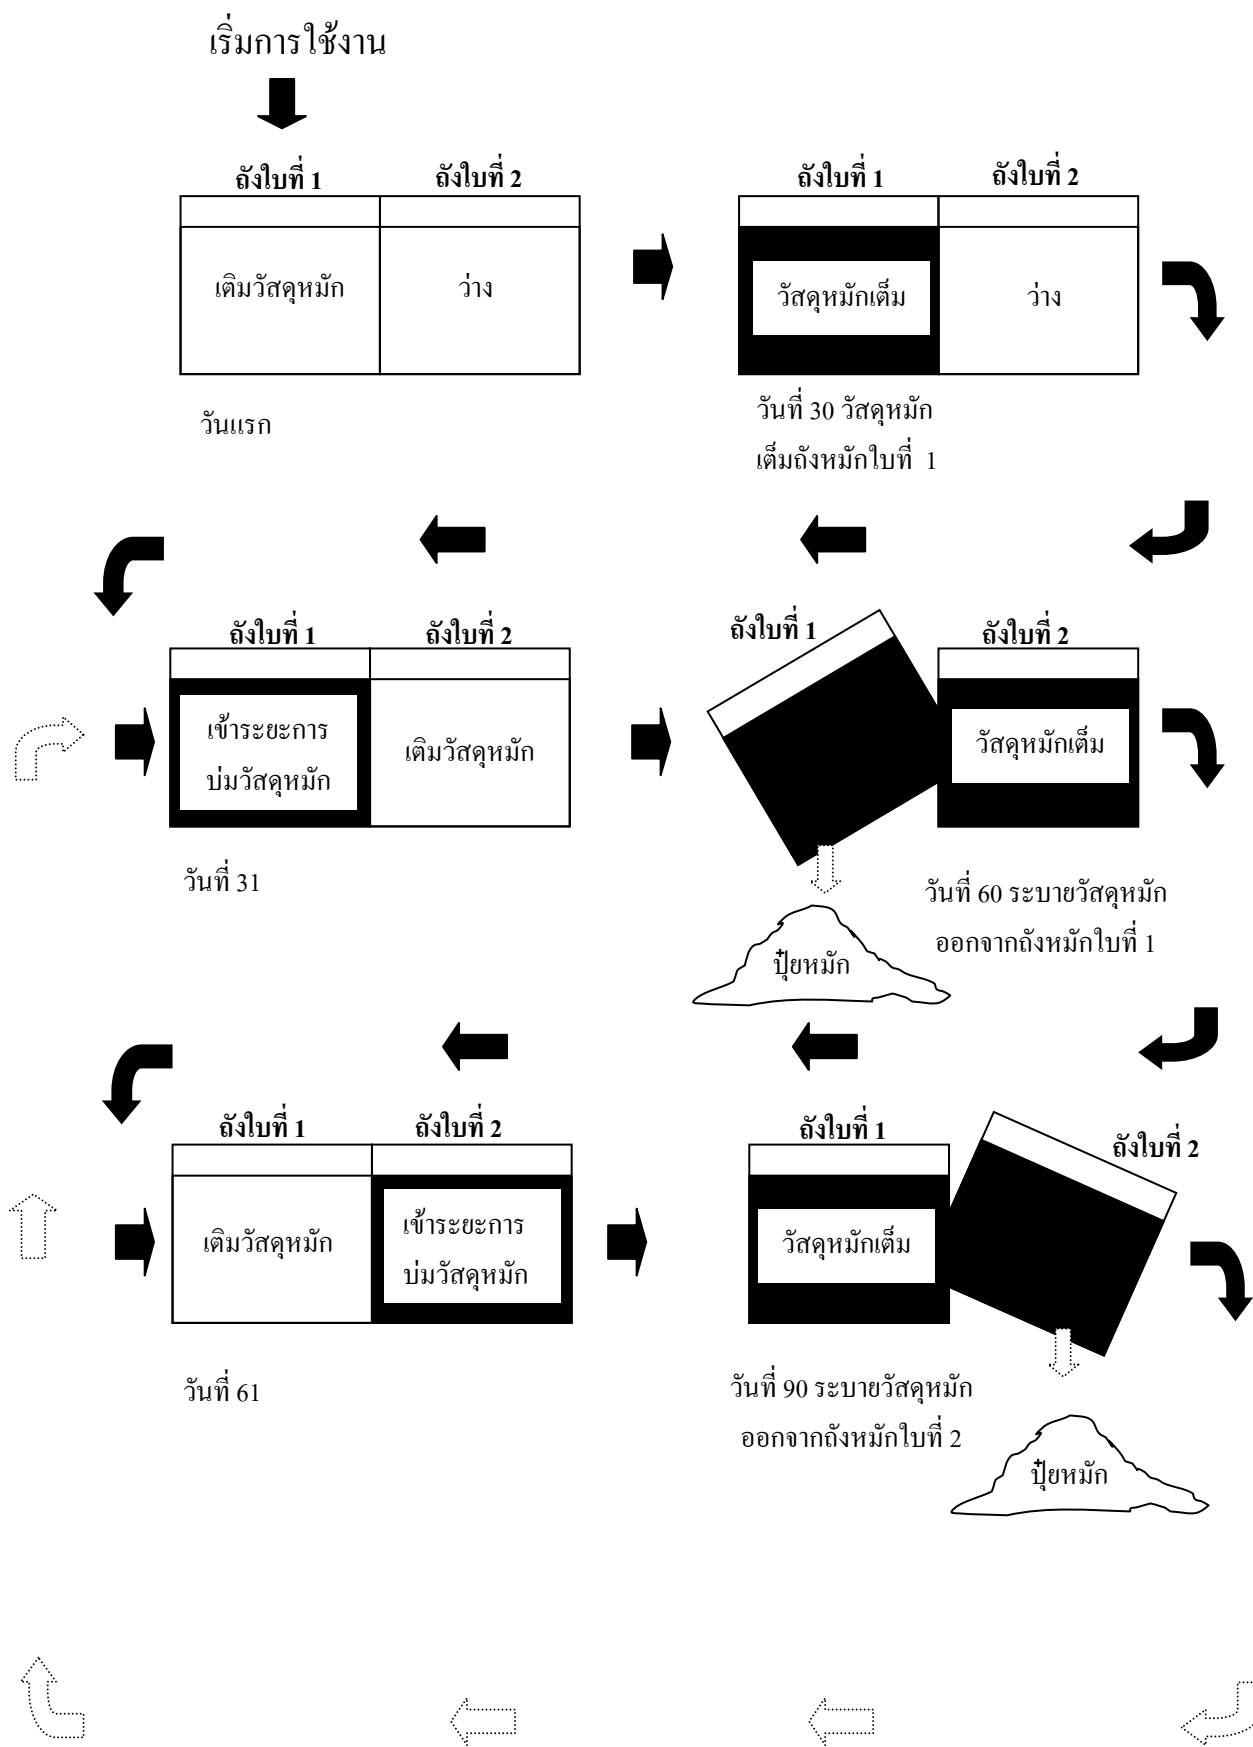 เริ่มการใช้งาน
ถังใบที่ 1
ถังใบที่ 2
เติมวัสดุหมัก
ว่าง
วันแรก
ถังใบที่ 1
ถังใบที่ 2
วัสดุหมักเต็ม
ว่าง
วันที่ 30 วัสดุหมัก
เต็มถังหมักใบที่ 1
ถังใบที่ 1
ถังใบที่ 2
เข้าระยะการ
บ่มวัสดุหมัก
เติมวัสดุหมัก
วันที่ 31
ถังใบที่ 1
ถังใบที่ 2
วัสดุหมักเต็ม
วันที่ 60 ระบายวัสดุหมัก
ออกจากถังหมักใบที่ 1
ปุ๋ยหมัก
ถังใบที่ 1
ถังใบที่ 2
เติมวัสดุหมัก
เข้าระยะการ
บ่มวัสดุหมัก
วันที่ 61
ถังใบที่ 1
ถังใบที่ 2
วัสดุหมักเต็ม
วันที่ 90 ระบายวัสดุหมัก
ออกจากถังหมักใบที่ 2
ปุ๋ยหมัก